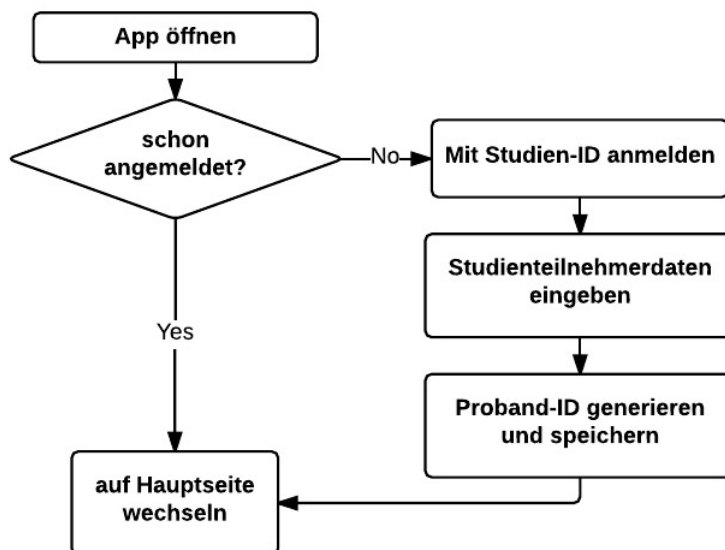 App öffnen
schon
angemeldet?
No
Mit Studien-ID anmelden
Studienteilnehmerdaten
eingeben
Yes
Proband-ID generieren
und speichern
auf Hauptseite
wechseln